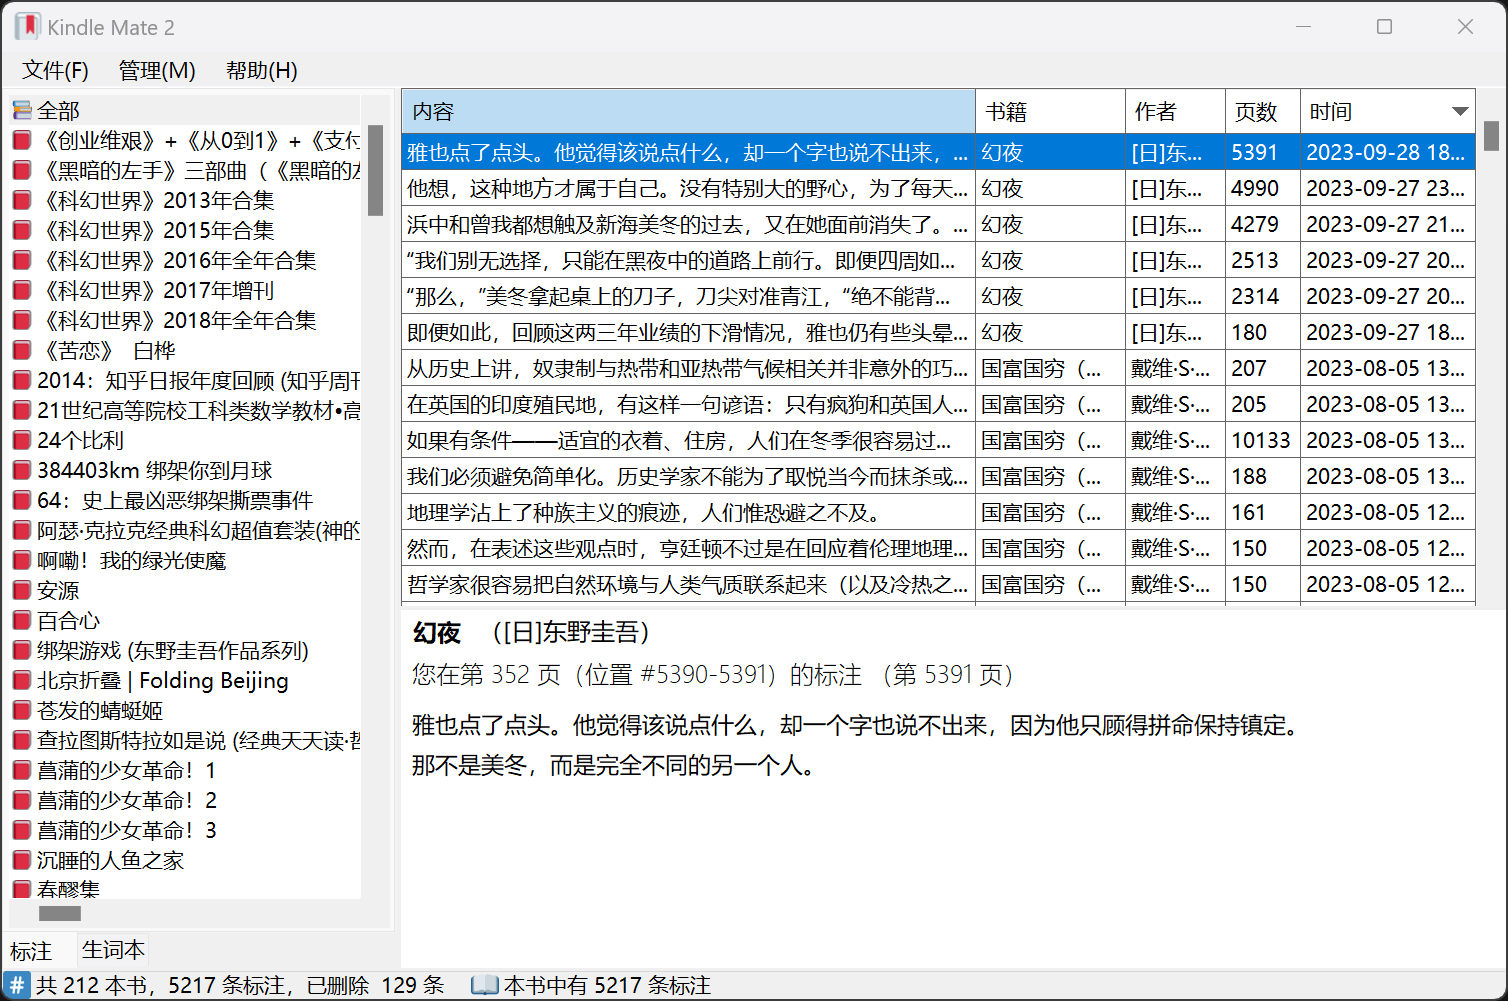 Kindle Mate 2
文件(F) 管理(M) 帮助(H)
全部
《创业维艰》+《从0到1》+《支付
《黑暗的左手》三部曲（《黑暗的左
《科幻世界》2013年合集
《科幻世界》2015年合集
《科幻世界》2016年全年合集
《科幻世界》2017年增刊
《科幻世界》2018年全年合集
《苦恋》 白桦
2014：知乎日报年度回顾 (知乎周刊
21世纪高等院校工科类数学教材•高
24个比利
384403km 绑架你到月球
64：史上最凶恶绑架撕票事件
阿瑟·克拉克经典科幻超值套装(神的
啊嘞！我的绿光使魔
安源
百合心
绑架游戏 (东野圭吾作品系列)
北京折叠 | Folding Beijing
苍发的蜻蜓姬
查拉图斯特拉如是说 (经典天天读·哲
菖蒲的少女革命！1
菖蒲的少女革命！2
菖蒲的少女革命！3
沉睡的人鱼之家
春醪集
标注 生词本
内容 书籍 作者 页数 时间
雅也点了点头。他觉得该说点什么，却一个字也说不出来，... 幻夜 [日]东... 5391 2023-09-28 18...
他想，这种地方才属于自己。没有特别大的野心，为了每天... 幻夜 [日]东... 4990 2023-09-27 23...
浜中和曾我都想触及新海美冬的过去，又在她面前消失了。... 幻夜 [日]东... 4279 2023-09-27 21...
“我们别无选择，只能在黑夜中的道路上前行。即便四周如... 幻夜 [日]东... 2513 2023-09-27 20...
“那么，”美冬拿起桌上的刀子，刀尖对准青江，“绝不能背... 幻夜 [日]东... 2314 2023-09-27 20...
即便如此，回顾这两三年业绩的下滑情况，雅也仍有些头晕... 幻夜 [日]东... 180 2023-09-27 18...
从历史上讲，奴隶制与热带和亚热带气候相关并非意外的巧... 国富国穷（... 戴维·S·... 207 2023-08-05 13...
在英国的印度殖民地，有这样一句谚语：只有疯狗和英国人... 国富国穷（... 戴维·S·... 205 2023-08-05 13...
如果有条件——适宜的衣着、住房，人们在冬季很容易过... 国富国穷（... 戴维·S·... 10133 2023-08-05 13...
我们必须避免简单化。历史学家不能为了取悦当今而抹杀或... 国富国穷（... 戴维·S·... 188 2023-08-05 13...
地理学沾上了种族主义的痕迹，人们惟恐避之不及。 国富国穷（... 戴维·S·... 161 2023-08-05 12...
然而，在表述这些观点时，亨廷顿不过是在回应着伦理地理... 国富国穷（... 戴维·S·... 150 2023-08-05 12...
哲学家很容易把自然环境与人类气质联系起来（以及冷热之... 国富国穷（... 戴维·S·... 150 2023-08-05 12...
幻夜 （[日]东野圭吾）
您在第 352 页（位置 #5390-5391）的标注 （第 5391 页）
雅也点了点头。他觉得该说点什么，却一个字也说不出来，因为他只顾得拼命保持镇定。
那不是美冬，而是完全不同的另一个人。
# 共 212 本书，5217 条标注，已删除 129 条 本书中有 5217 条标注